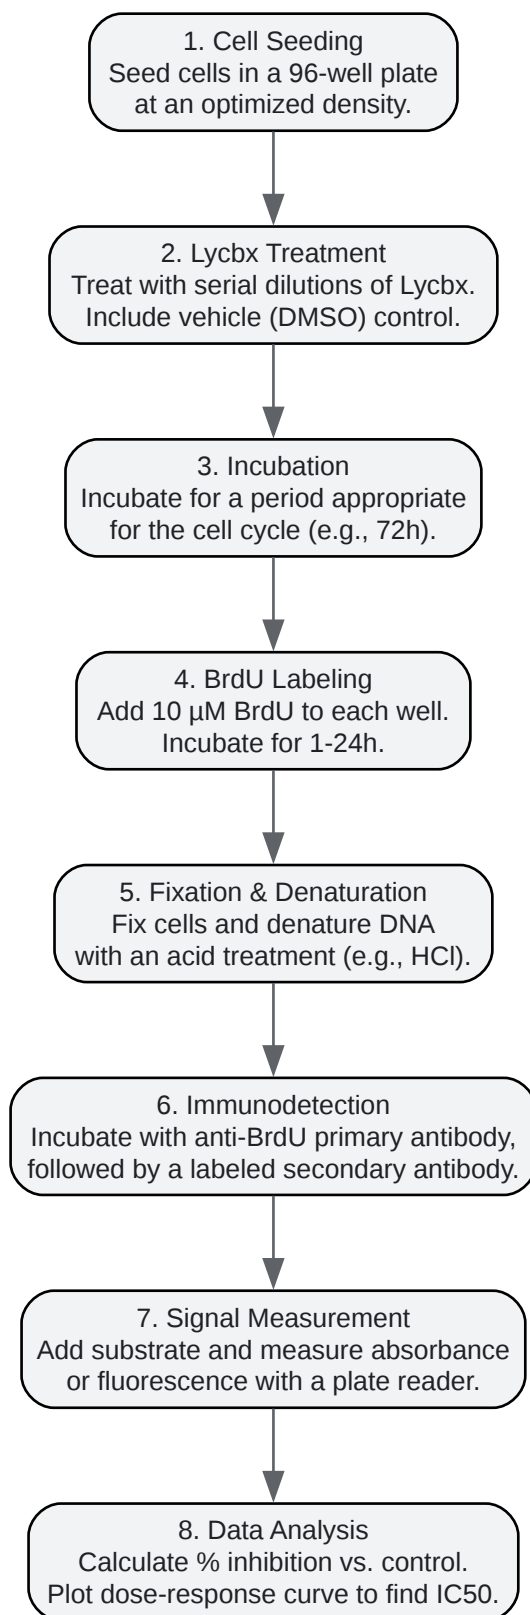 1. Cell Seeding
Seed cells in a 96-well plate
at an optimized density.
2. Lycbx Treatment
Treat with serial dilutions of Lycbx.
Include vehicle (DMSO) control.
3. Incubation
Incubate for a period appropriate
for the cell cycle (e.g., 72h).
4. BrdU Labeling
Add 10 µM BrdU to each well.
Incubate for 1-24h.
5. Fixation & Denaturation
Fix cells and denature DNA
with an acid treatment (e.g., HCl).
6. Immunodetection
Incubate with anti-BrdU primary antibody,
followed by a labeled secondary antibody.
7. Signal Measurement
Add substrate and measure absorbance
or fluorescence with a plate reader.
8. Data Analysis
Calculate % inhibition vs. control.
Plot dose-response curve to find IC50.